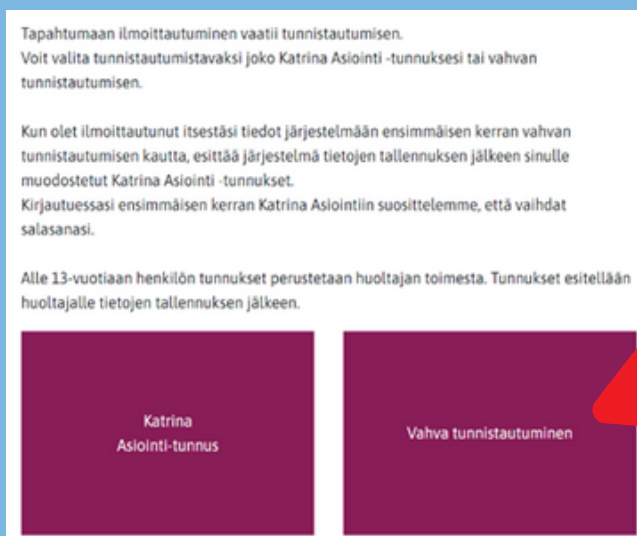 Tapahtumaan ilmoittautuminen vaatii tunnistautumisen.
Voit valita tunnistautumistavaksi joko Katrina Asiointi -tunnuksesi tai vahvan
tunnistautumisen.
Kun olet ilmoittautunut itsestäsi tiedot järjestelmään ensimmäisen kerran vahvan
tunnistautumisen kautta, esittää järjestelmä tietojen tallennuksen jälkeen sinulle
muodostetut Katrina Asiointi -tunnukset.
Kirjautuessasi ensimmäisen kerran Katrina Asiointiin suosittelemme, että vaihdat
salasanasi.
Alle 13-vuotiaan henkilön tunnukset perustetaan huoltajan toimesta. Tunnukset esitellään
huoltajalle tietojen tallennuksen jälkeen.
Katrina
Asiointi-tunnus
Vahva tunnistautuminen